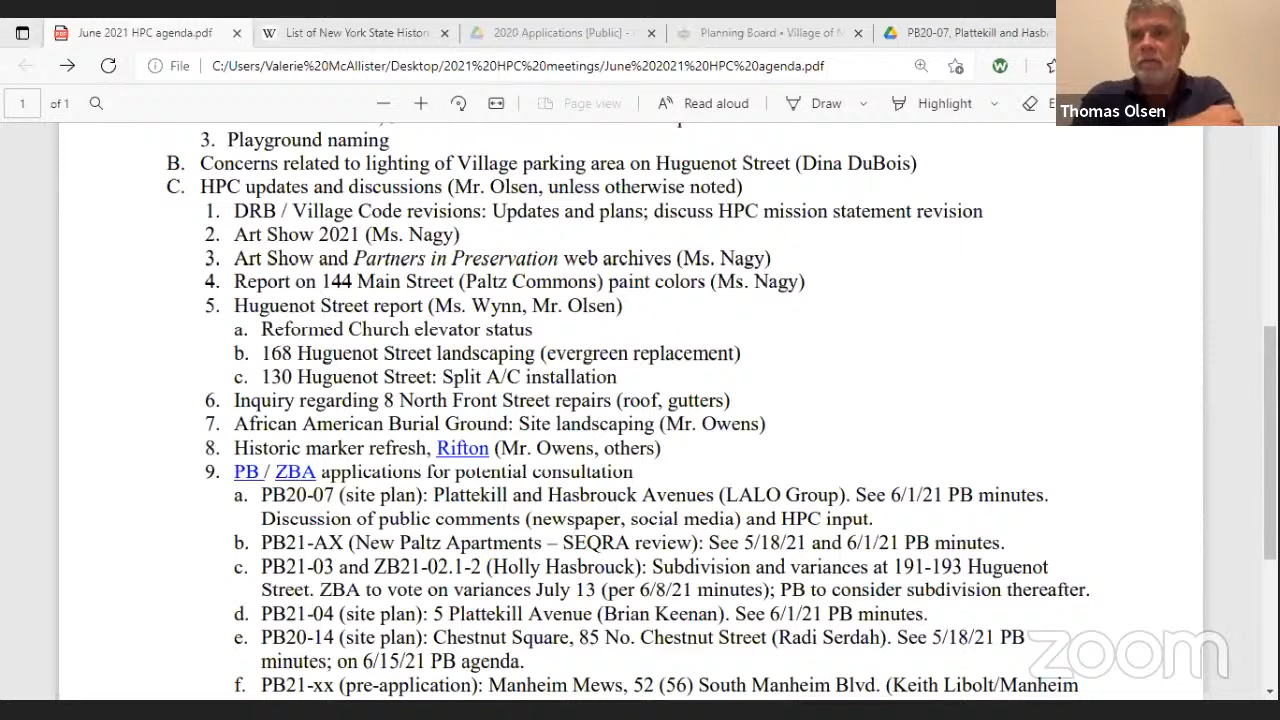 June 2021 HPC agenda.pdf
List of New York State Histori
2020 Applications [Public] -
Planning Board • Village of
PB20-07, Plattekill and Hasb
File
C:/Users/Valerie%20McAllister/Desktop/2021%20HPC%20meetings/June%202021%20HPC%20agenda.pdf
1 of 1
Page view
Read aloud
Draw
Highlight
Thomas Olsen
3. Playground naming
B. Concerns related to lighting of Village parking area on Huguenot Street (Dina DuBois)
C. HPC updates and discussions (Mr. Olsen, unless otherwise noted)
1. DRB / Village Code revisions: Updates and plans; discuss HPC mission statement revision
2. Art Show 2021 (Ms. Nagy)
3. Art Show and Partners in Preservation web archives (Ms. Nagy)
4. Report on 144 Main Street (Paltz Commons) paint colors (Ms. Nagy)
5. Huguenot Street report (Ms. Wynn, Mr. Olsen)
a. Reformed Church elevator status
b. 168 Huguenot Street landscaping (evergreen replacement)
c. 130 Huguenot Street: Split A/C installation
6. Inquiry regarding 8 North Front Street repairs (roof, gutters)
7. African American Burial Ground: Site landscaping (Mr. Owens)
8. Historic marker refresh, Rifton (Mr. Owens, others)
9. PB / ZBA applications for potential consultation
a. PB20-07 (site plan): Plattekill and Hasbrouck Avenues (LALO Group). See 6/1/21 PB minutes.
Discussion of public comments (newspaper, social media) and HPC input.
b. PB21-AX (New Paltz Apartments – SEQRA review): See 5/18/21 and 6/1/21 PB minutes.
c. PB21-03 and ZB21-02.1-2 (Holly Hasbrouck): Subdivision and variances at 191-193 Huguenot
Street. ZBA to vote on variances July 13 (per 6/8/21 minutes); PB to consider subdivision thereafter.
d. PB21-04 (site plan): 5 Plattekill Avenue (Brian Keenan). See 6/1/21 PB minutes.
e. PB20-14 (site plan): Chestnut Square, 85 No. Chestnut Street (Radi Serdah). See 5/18/21 PB
minutes; on 6/15/21 PB agenda.
f. PB21-xx (pre-application): Manheim Mews, 52 (56) South Manheim Blvd. (Keith Libolt/Manheim
zoom